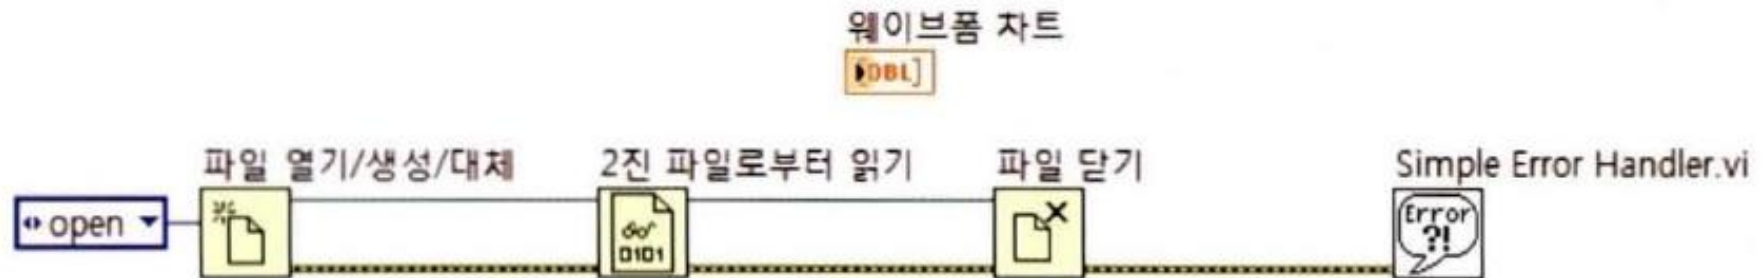 웨이브폼 차트
DBL
파일 열기/생성/대체
2진 파일로부터 읽기
파일 닫기
Simple Error Handler.vi
open
0101
Error
?!